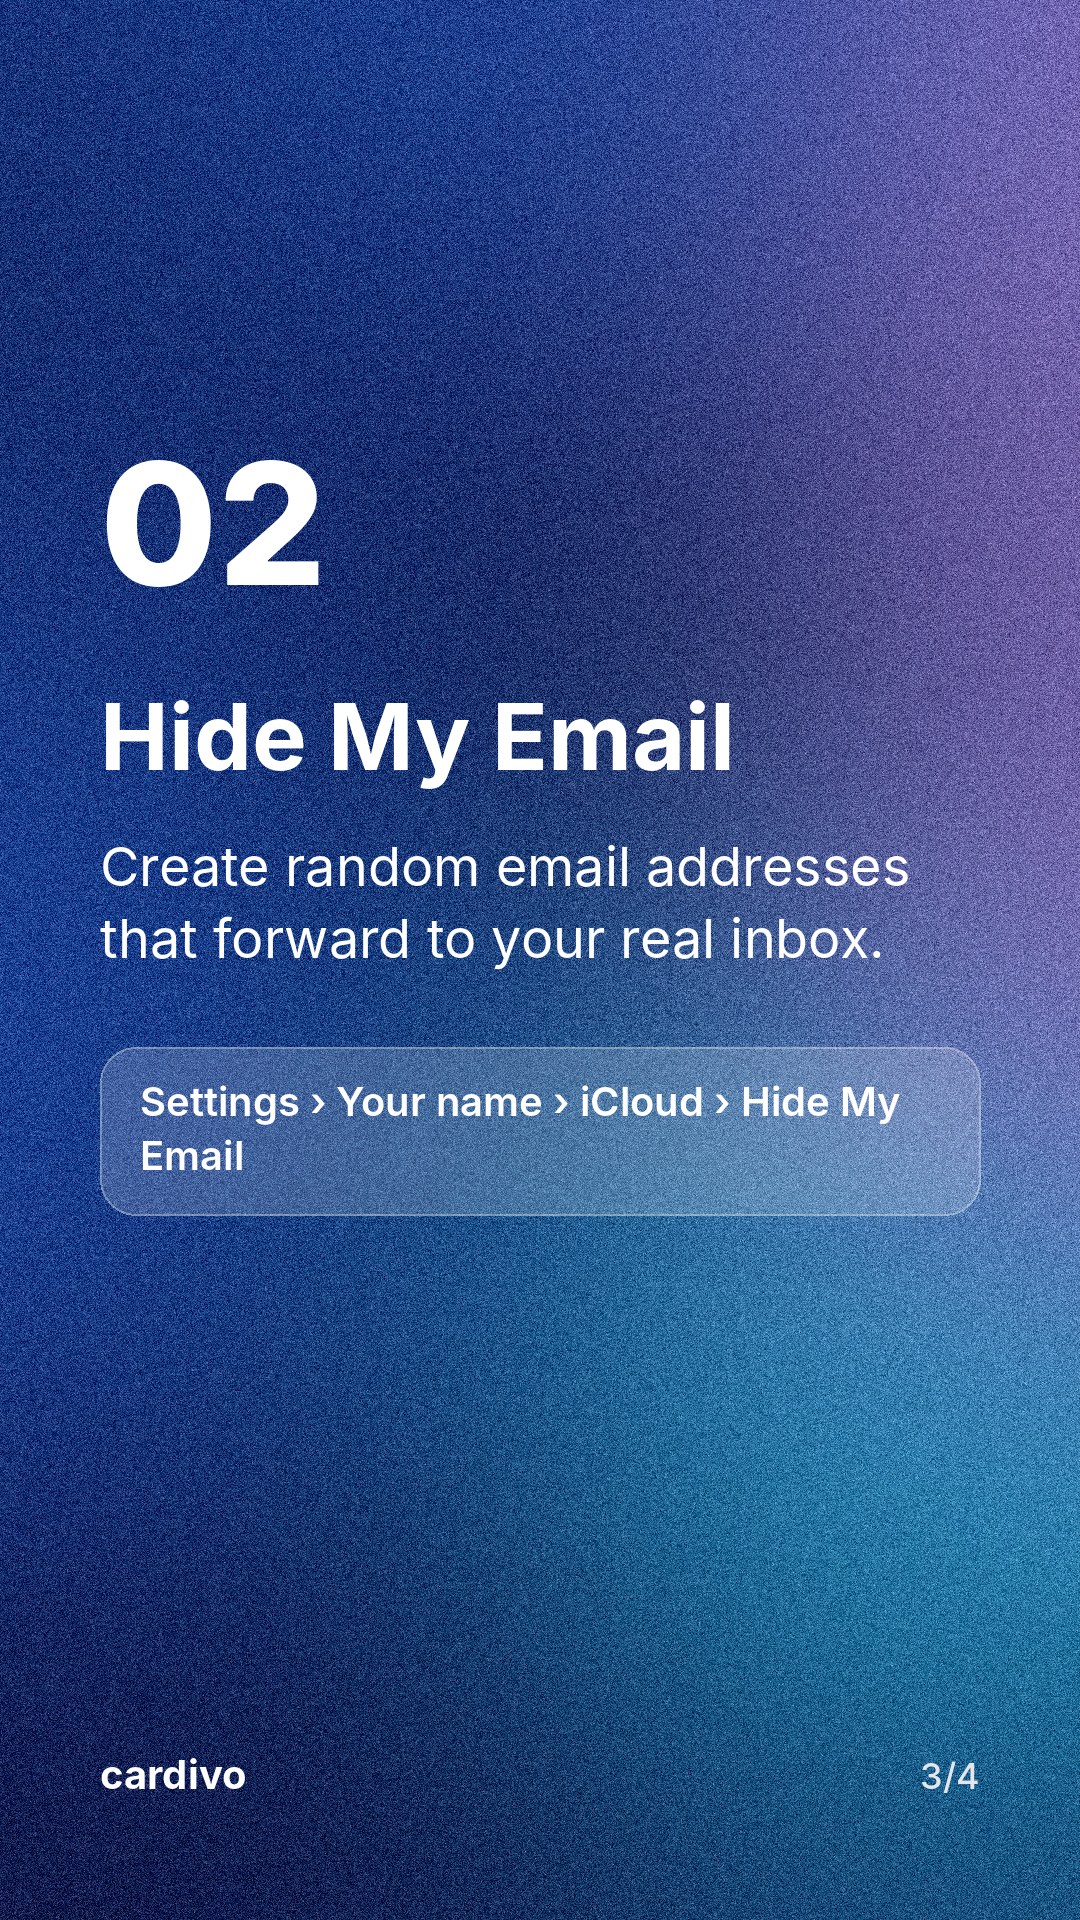 02
Hide My Email
Create random email addresses
that forward to your real inbox.
Settings › Your name › iCloud › Hide My
Email
cardivo
3/4